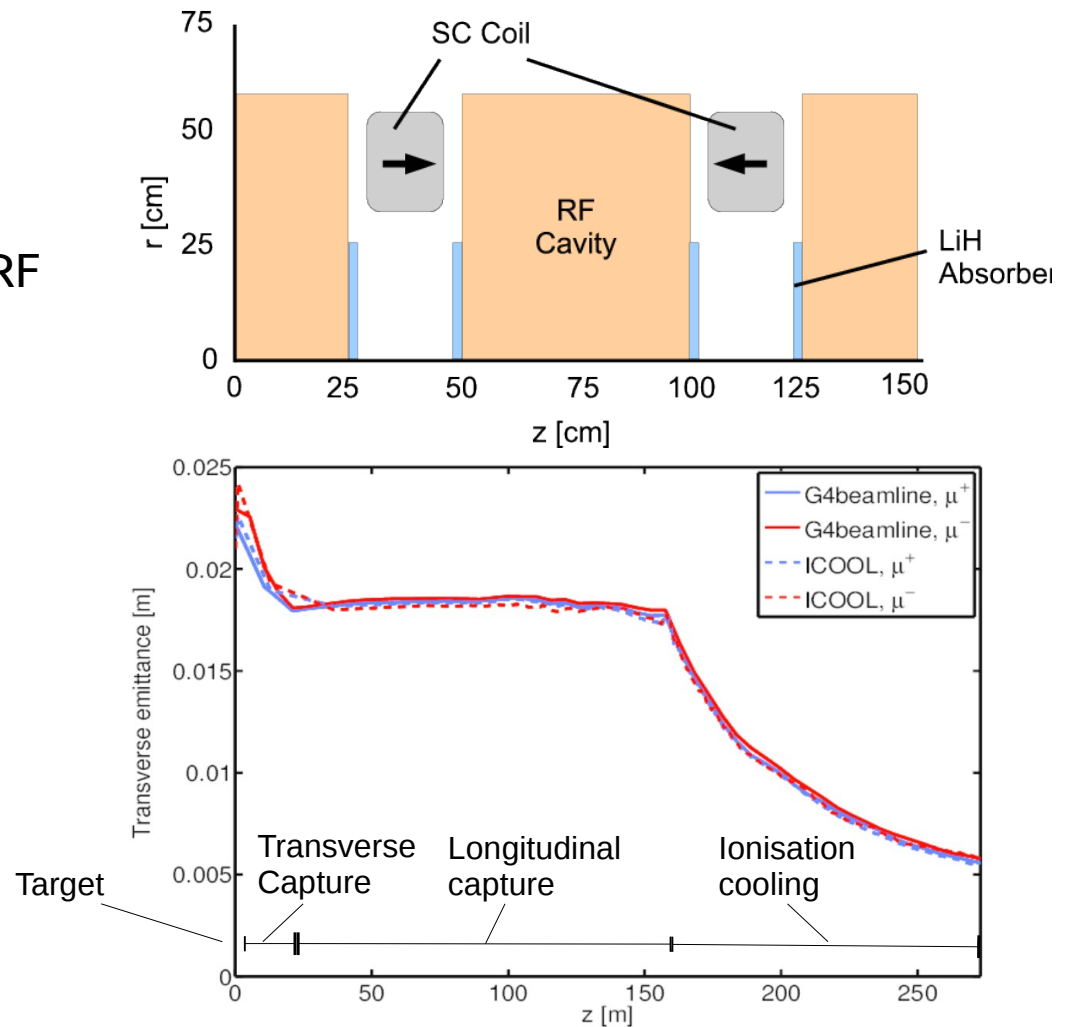 75
SC Coil
50
r [cm]
RF
Cavity
RF
25
LiH
Absorber
0
0 25 50 75 100 125 150
z [cm]
0.025
G4beamline, μ+
G4beamline, μ−
ICOOL, μ+
ICOOL, μ−
0.02
Transverse emittance [m]
0.015
0.01
Transverse
Capture
Longitudinal
capture
Ionisation
cooling
0.005
Target
0
0 50 100 150 200 250
z [m]